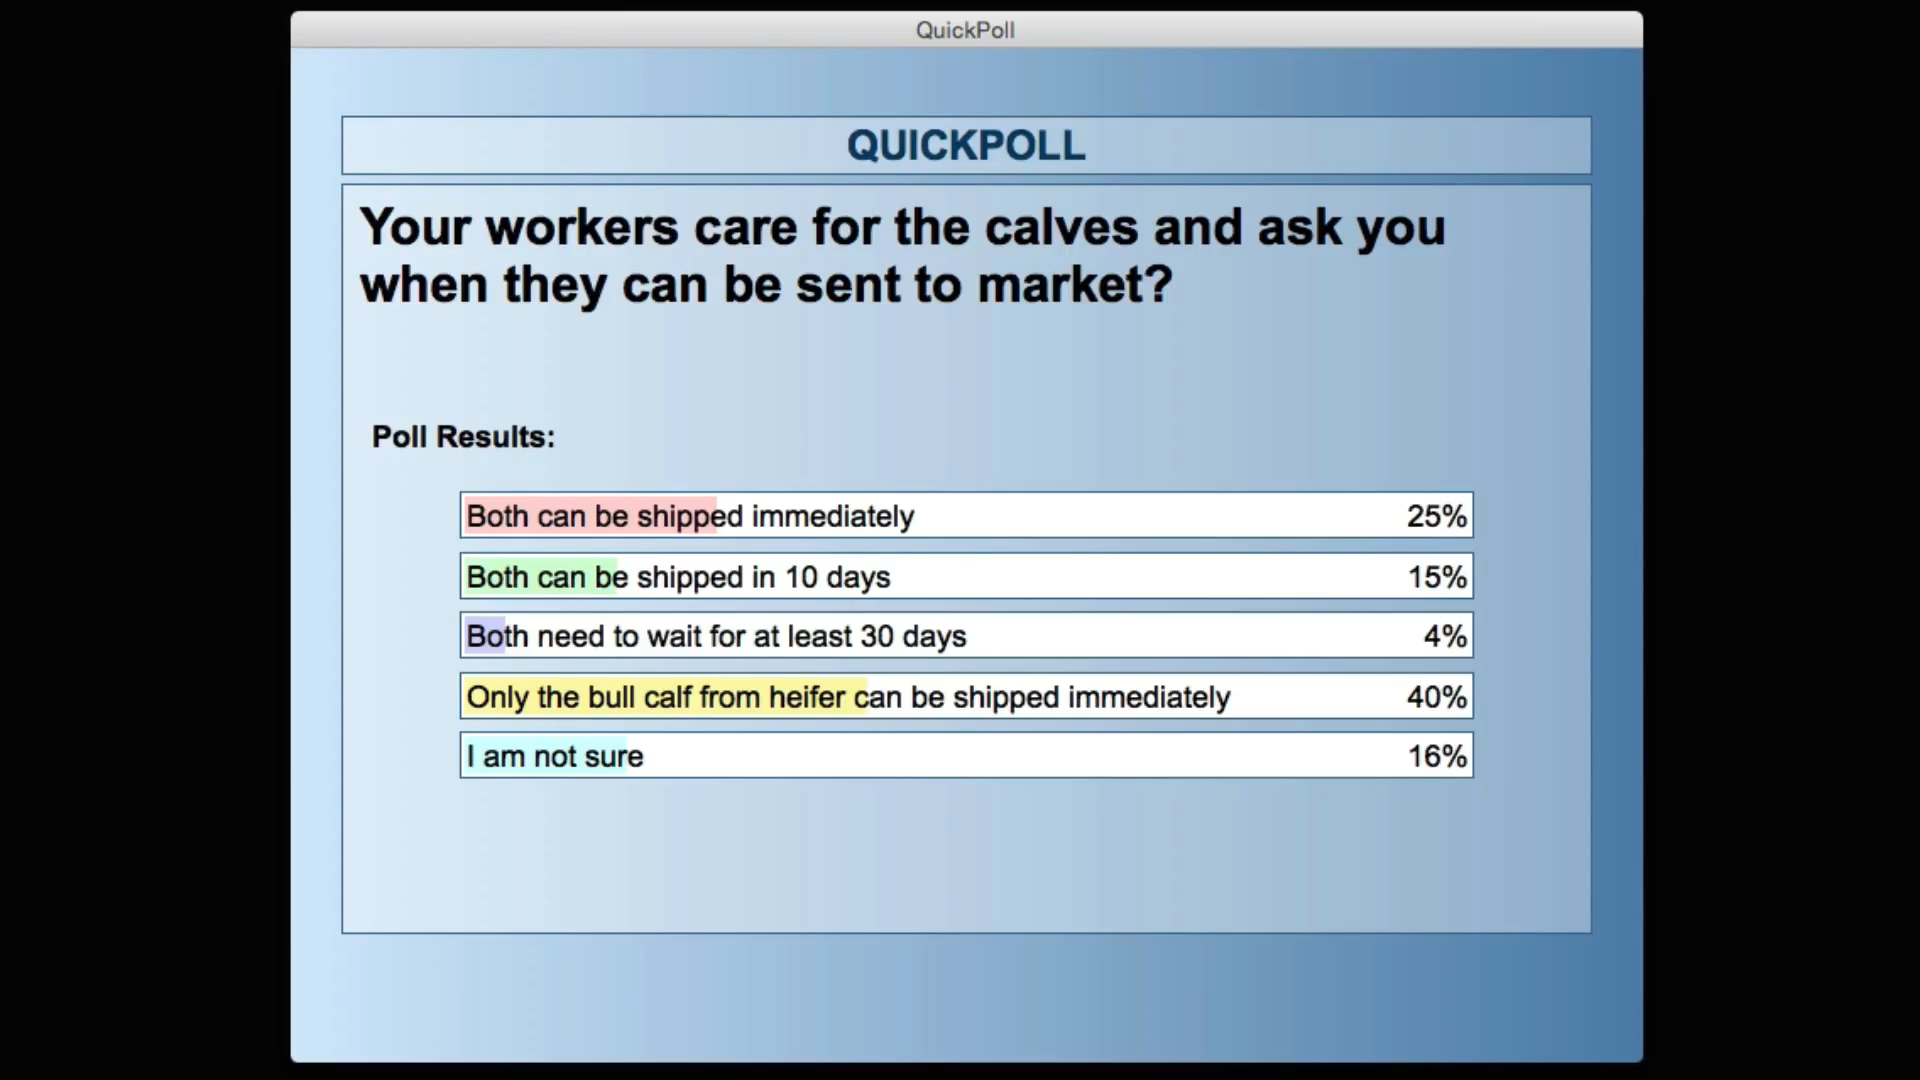 QuickPoll
QUICKPOLL
Your workers care for the calves and ask you
when they can be sent to market?
Poll Results:
Both can be shipped immediately 25%
Both can be shipped in 10 days 15%
Both need to wait for at least 30 days 4%
Only the bull calf from heifer can be shipped immediately 40%
I am not sure 16%